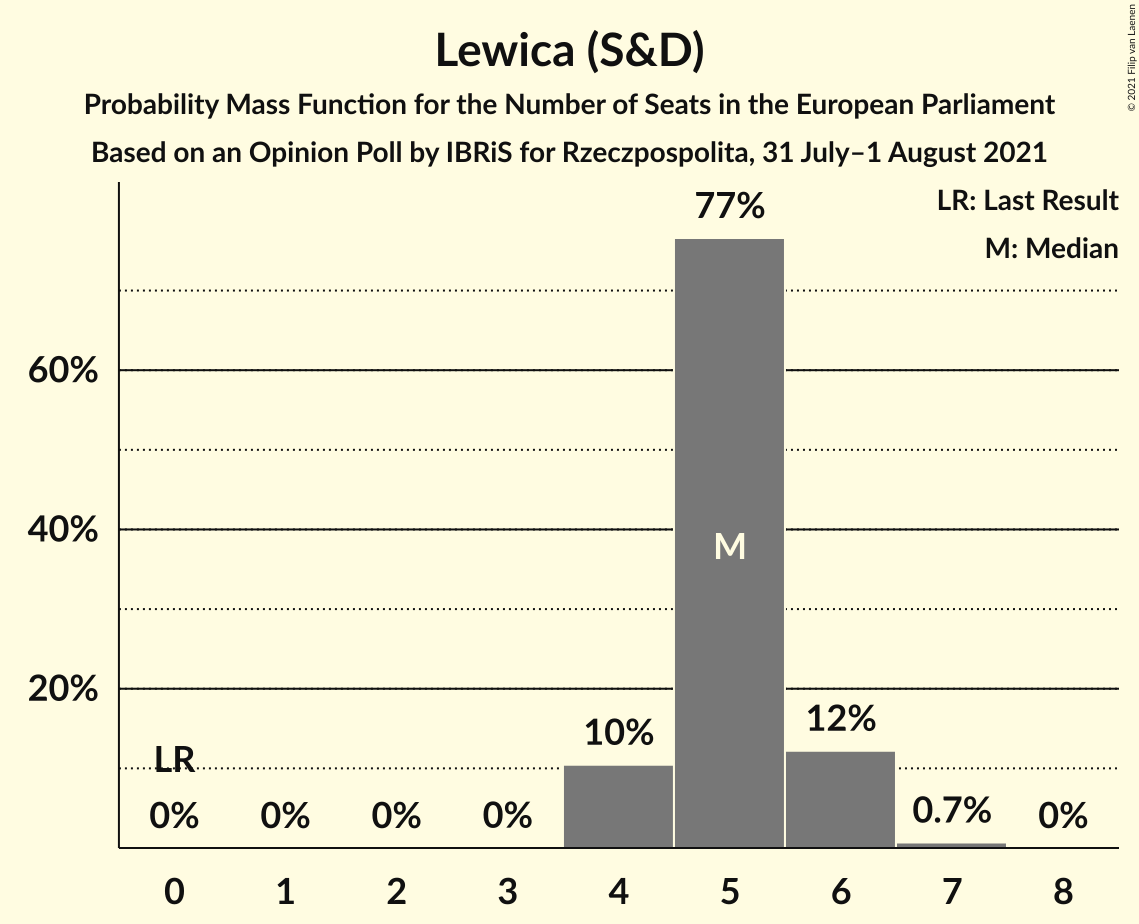 Lewica (S&D)
Probability Mass Function for the Number of Seats in the European Parliament
Based on an Opinion Poll by IBRiS for Rzeczpospolita, 31 July–1 August 2021
© 2021 Filip van Laenen
LR: Last Result
M: Median
77%
60%
40%
M
20%
10%
12%
LR
0%
0%
0%
0%
0.7%
0%
0
1
2
3
4
5
6
7
8